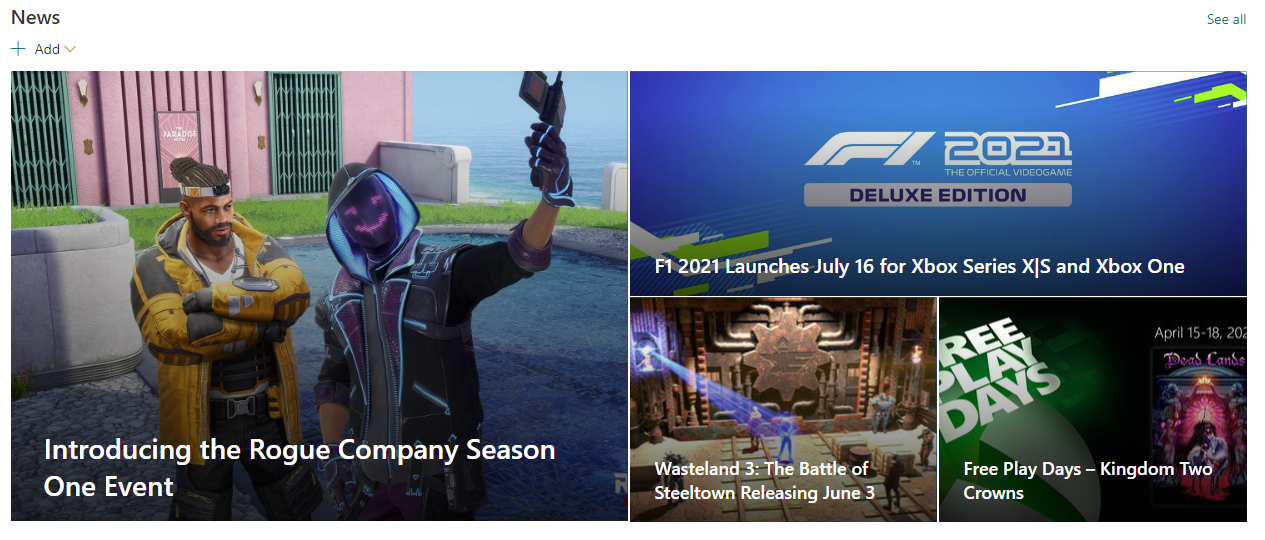 News
See all
Add
THE
PARADISE
HOTEL
F1 2021
THE OFFICIAL VIDEOGAME
DELUXE EDITION
F1 2021 Launches July 16 for Xbox Series X|S and Xbox One
Introducing the Rogue Company Season
One Event
Wasteland 3: The Battle of
Steeltown Releasing June 3
FREE
PLAY
DAYS
April 15-18, 202
Dead Lands
Free Play Days – Kingdom Two
Crowns